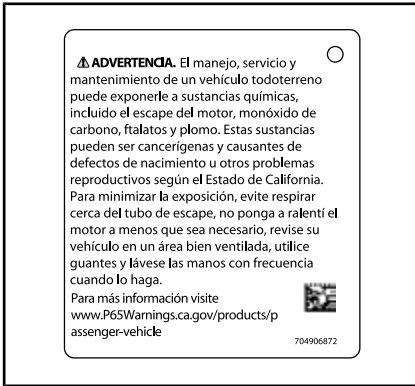 ⚠ ADVERTENCIA. El manejo, servicio y
mantenimiento de un vehículo todoterreno
puede exponerle a sustancias químicas,
incluido el escape del motor, monóxido de
carbono, ftalatos y plomo. Estas sustancias
pueden ser cancerígenas y causantes de
defectos de nacimiento u otros problemas
reproductivos según el Estado de California.
Para minimizar la exposición, evite respirar
cerca del tubo de escape, no ponga a ralentí el
motor a menos que sea necesario, revise su
vehículo en un área bien ventilada, utilice
guantes y lávese las manos con frecuencia
cuando lo haga.
Para más información visite
www.P65Warnings.ca.gov/products/p
assenger-vehicle
704906872